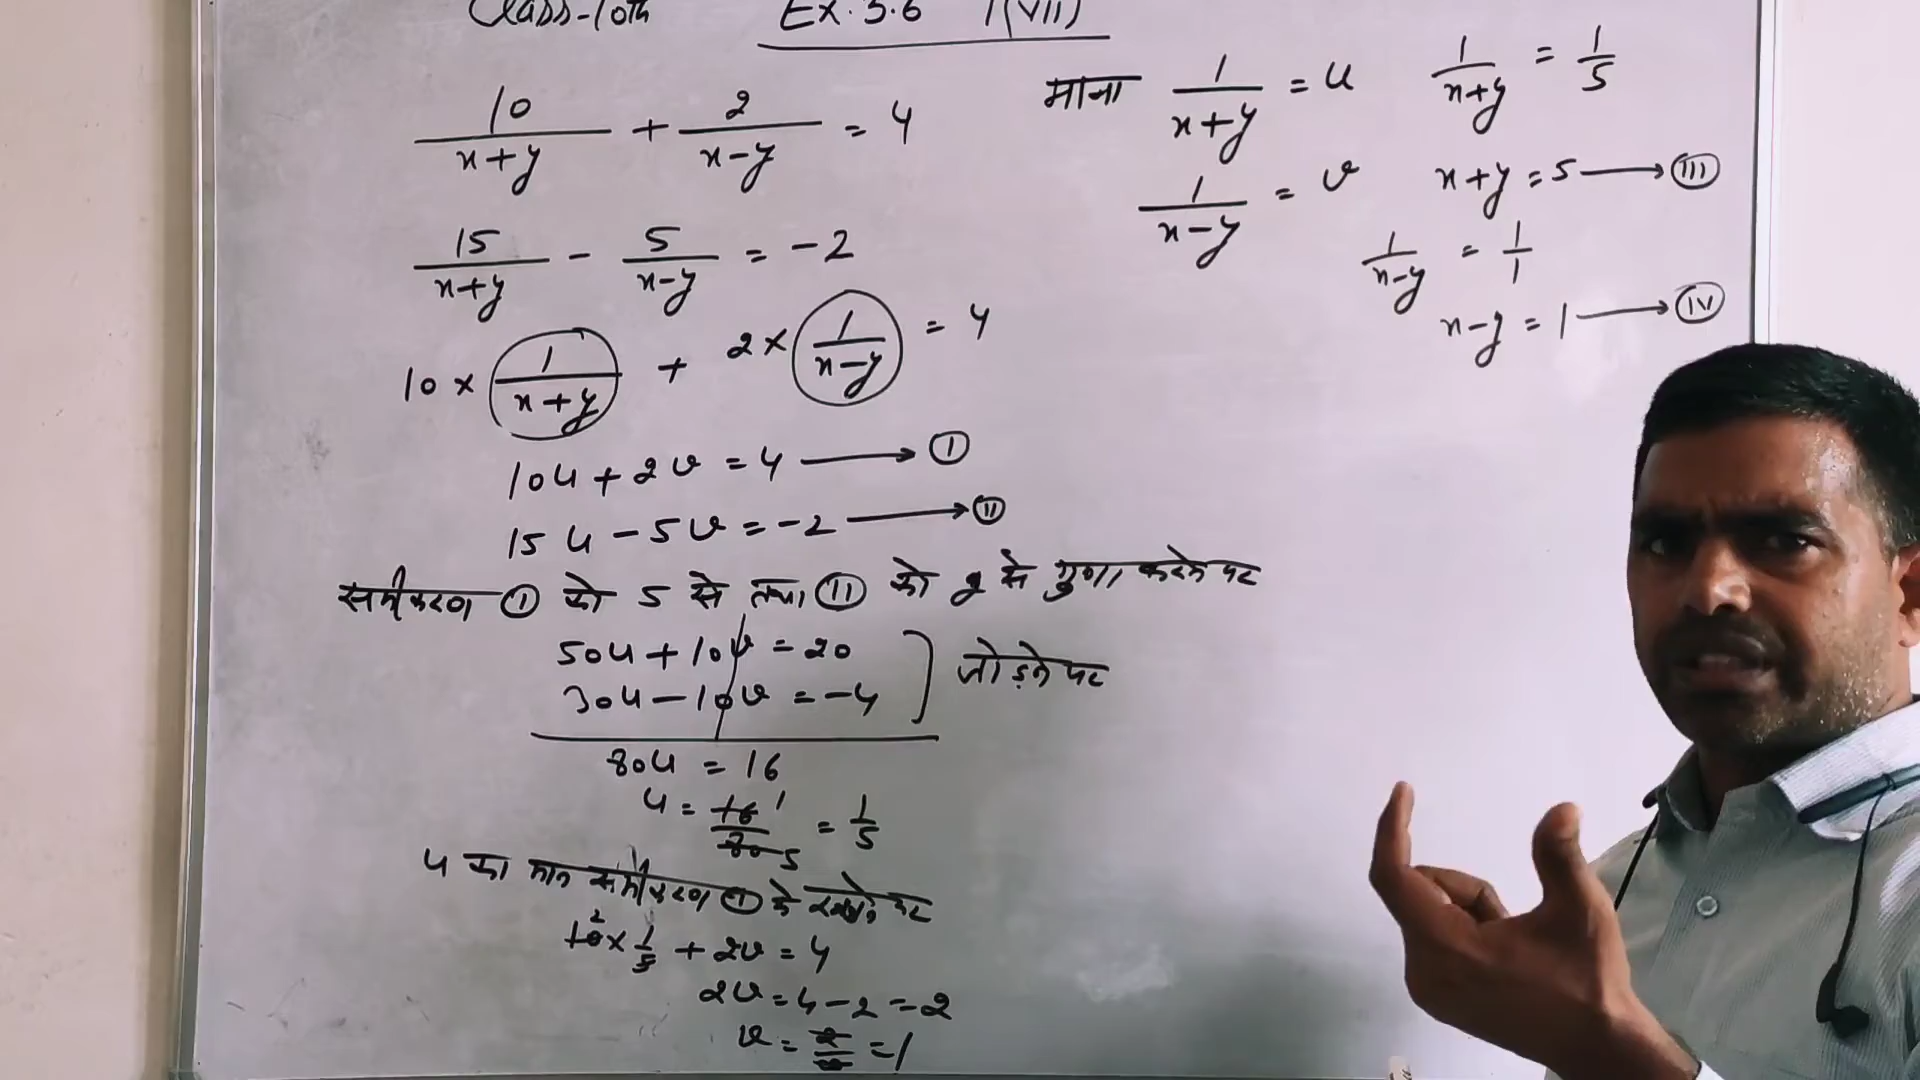 Class-10th Ex. 3.6 1(VII)
10/(x+y) + 2/(x-y) = 4
15/(x+y) - 5/(x-y) = -2
10 × 1/(x+y) + 2 × 1/(x-y) = 4
10u + 2v = 4 → (I)
15u - 5v = -2 → (II)
समीकरण (I) को 5 से तथा (II) को 2 से गुणा करने पर
50u + 10v = 20
30u - 10v = -4 ] जोड़ने पर
80u = 16
u = 16/80 = 1/5
1
5
u का मान समीकरण (I) में रखने पर
2
10 × 1/5 + 2v = 4
2v = 4 - 2 = 2
v = 2/2 = 1
माना 1/(x+y) = u
1/(x-y) = v
1/(x+y) = 1/5
x+y = 5 → (III)
1/(x-y) = 1/1
x-y = 1 → (IV)